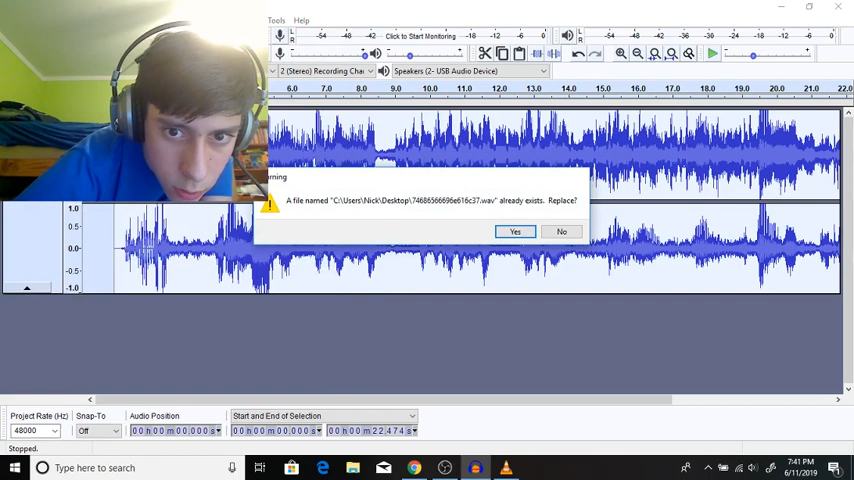 Tools Help
L R -54 -48 -42 Click to Start Monitoring -12 -6 0
L R -54 -48 -42 -36 -30 -24 -18 -12 -6 0
2 (Stereo) Recording Chan Speakers (2- USB Audio Device)
6.0 7.0 8.0 9.0 10.0 11.0 12.0 13.0 14.0 15.0 16.0 17.0 18.0 19.0 20.0 21.0 22.0
arning
A file named "C:\Users\Nick\Desktop\74686566696e616c37.wav" already exists. Replace?
Yes No
1.0
0.5
0.0
-0.5
-1.0
Project Rate (Hz) Snap-To Audio Position Start and End of Selection
48000 Off 00 h 00 m 00.000 s 00 h 00 m 00.000 s 00 h 00 m 22.474 s
Stopped.
Type here to search
7:41 PM
6/11/2019